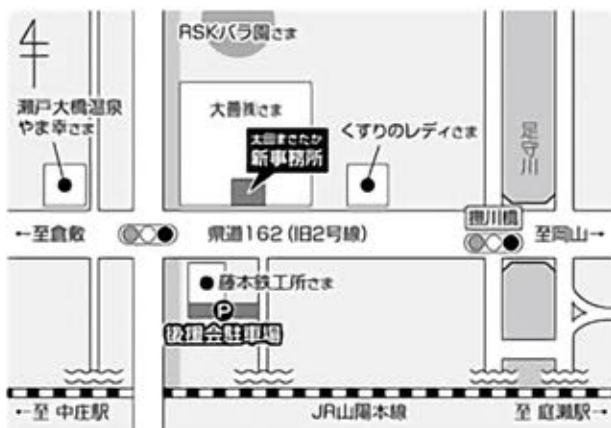 RSKバラ園さま
瀬戸大橋温泉
やま幸さま
大善㈱さま
太田まさたか
新事務所
くすりのレディさま
足守川
撫川橋
←至倉敷
県道162(旧2号線)
至岡山→
藤本鉄工所さま
P
後援会駐車場
←至 中庄駅
JR山陽本線
至 庭瀬駅→